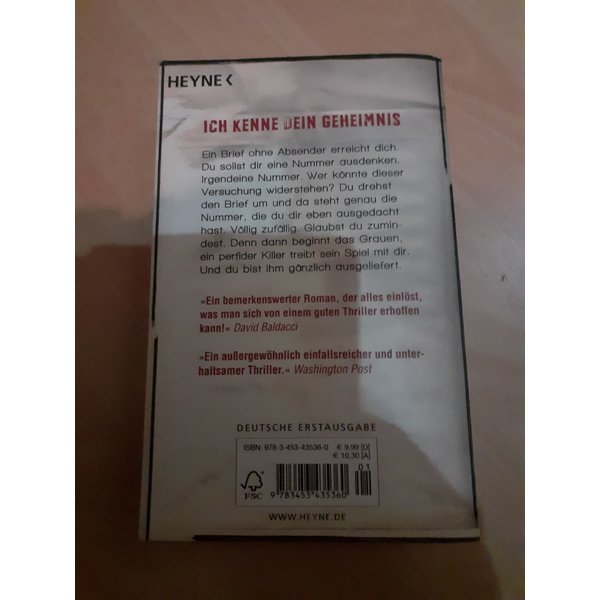 HEYNE<
ICH KENNE DEIN GEHEIMNIS
Ein Brief ohne Absender erreicht dich.
Du sollst dir eine Nummer ausdenken.
Irgendeine Nummer. Wer könnte dieser
Versuchung widerstehen? Du drehst
den Brief um und da steht genau die
Nummer, die du dir eben ausgedacht
hast. Völlig zufällig. Glaubst du zumin-
dest. Denn dann beginnt das Grauen,
ein perfider Killer treibt sein Spiel mit dir.
Und du bist ihm gänzlich ausgeliefert.
»Ein bemerkenswerter Roman, der alles einlöst,
was man sich von einem guten Thriller erhoffen
kann!« David Baldacci
»Ein außergewöhnlich einfallsreicher und unter-
haltsamer Thriller.« Washington Post
DEUTSCHE ERSTAUSGABE
ISBN: 978-3-453-43536-0 € 9,99 [D]
€ 10,30 [A]
01
FSC
9 783453 435360
WWW.HEYNE.DE